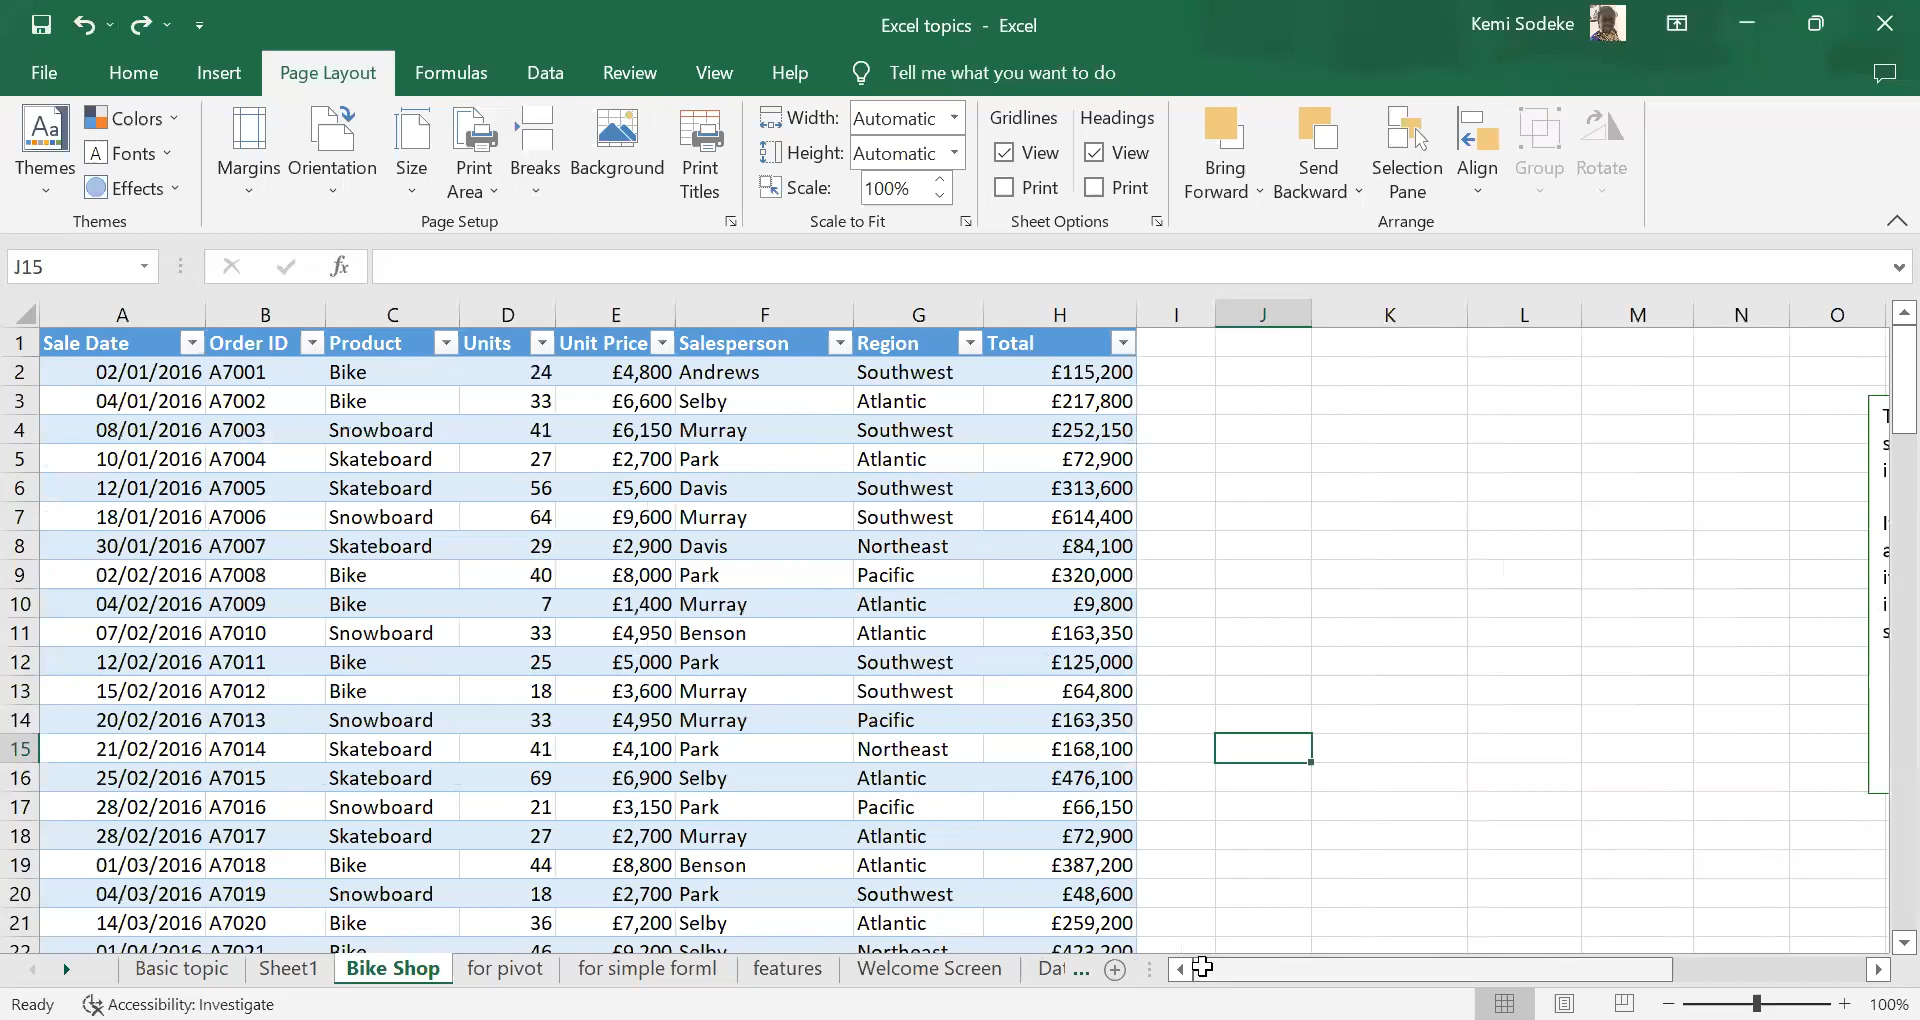 Excel topics - Excel
Kemi Sodeke
File Home Insert Page Layout Formulas Data Review View Help Tell me what you want to do
Aa
Themes
Colors
A Fonts
Effects
Themes
Margins
Orientation
Size
Print Area
Breaks
Background
Print Titles
Page Setup
Width: Automatic
Height: Automatic
Scale: 100%
Scale to Fit
Gridlines
View
Print
Headings
View
Print
Sheet Options
Bring Forward
Send Backward
Selection Pane
Align
Group
Rotate
Arrange
J15
fx
A B C D E F G H I J K L M N O
1 Sale Date Order ID Product Units Unit Price Salesperson Region Total
2 02/01/2016 A7001 Bike 24 £4,800 Andrews Southwest £115,200
3 04/01/2016 A7002 Bike 33 £6,600 Selby Atlantic £217,800
4 08/01/2016 A7003 Snowboard 41 £6,150 Murray Southwest £252,150
5 10/01/2016 A7004 Skateboard 27 £2,700 Park Atlantic £72,900
6 12/01/2016 A7005 Skateboard 56 £5,600 Davis Southwest £313,600
7 18/01/2016 A7006 Snowboard 64 £9,600 Murray Southwest £614,400
8 30/01/2016 A7007 Skateboard 29 £2,900 Davis Northeast £84,100
9 02/02/2016 A7008 Bike 40 £8,000 Park Pacific £320,000
10 04/02/2016 A7009 Bike 7 £1,400 Murray Atlantic £9,800
11 07/02/2016 A7010 Snowboard 33 £4,950 Benson Atlantic £163,350
12 12/02/2016 A7011 Bike 25 £5,000 Park Southwest £125,000
13 15/02/2016 A7012 Bike 18 £3,600 Murray Southwest £64,800
14 20/02/2016 A7013 Snowboard 33 £4,950 Murray Pacific £163,350
15 21/02/2016 A7014 Skateboard 41 £4,100 Park Northeast £168,100
16 25/02/2016 A7015 Skateboard 69 £6,900 Selby Atlantic £476,100
17 28/02/2016 A7016 Snowboard 21 £3,150 Park Pacific £66,150
18 28/02/2016 A7017 Skateboard 27 £2,700 Murray Atlantic £72,900
19 01/03/2016 A7018 Bike 44 £8,800 Benson Atlantic £387,200
20 04/03/2016 A7019 Snowboard 18 £2,700 Park Southwest £48,600
21 14/03/2016 A7020 Bike 36 £7,200 Selby Atlantic £259,200
22 01/04/2016 A7021 Bike 46 £9,200 Selby Northeast £423,200
Basic topic Sheet1 Bike Shop for pivot for simple forml features Welcome Screen Dat ...
Ready Accessibility: Investigate 100%